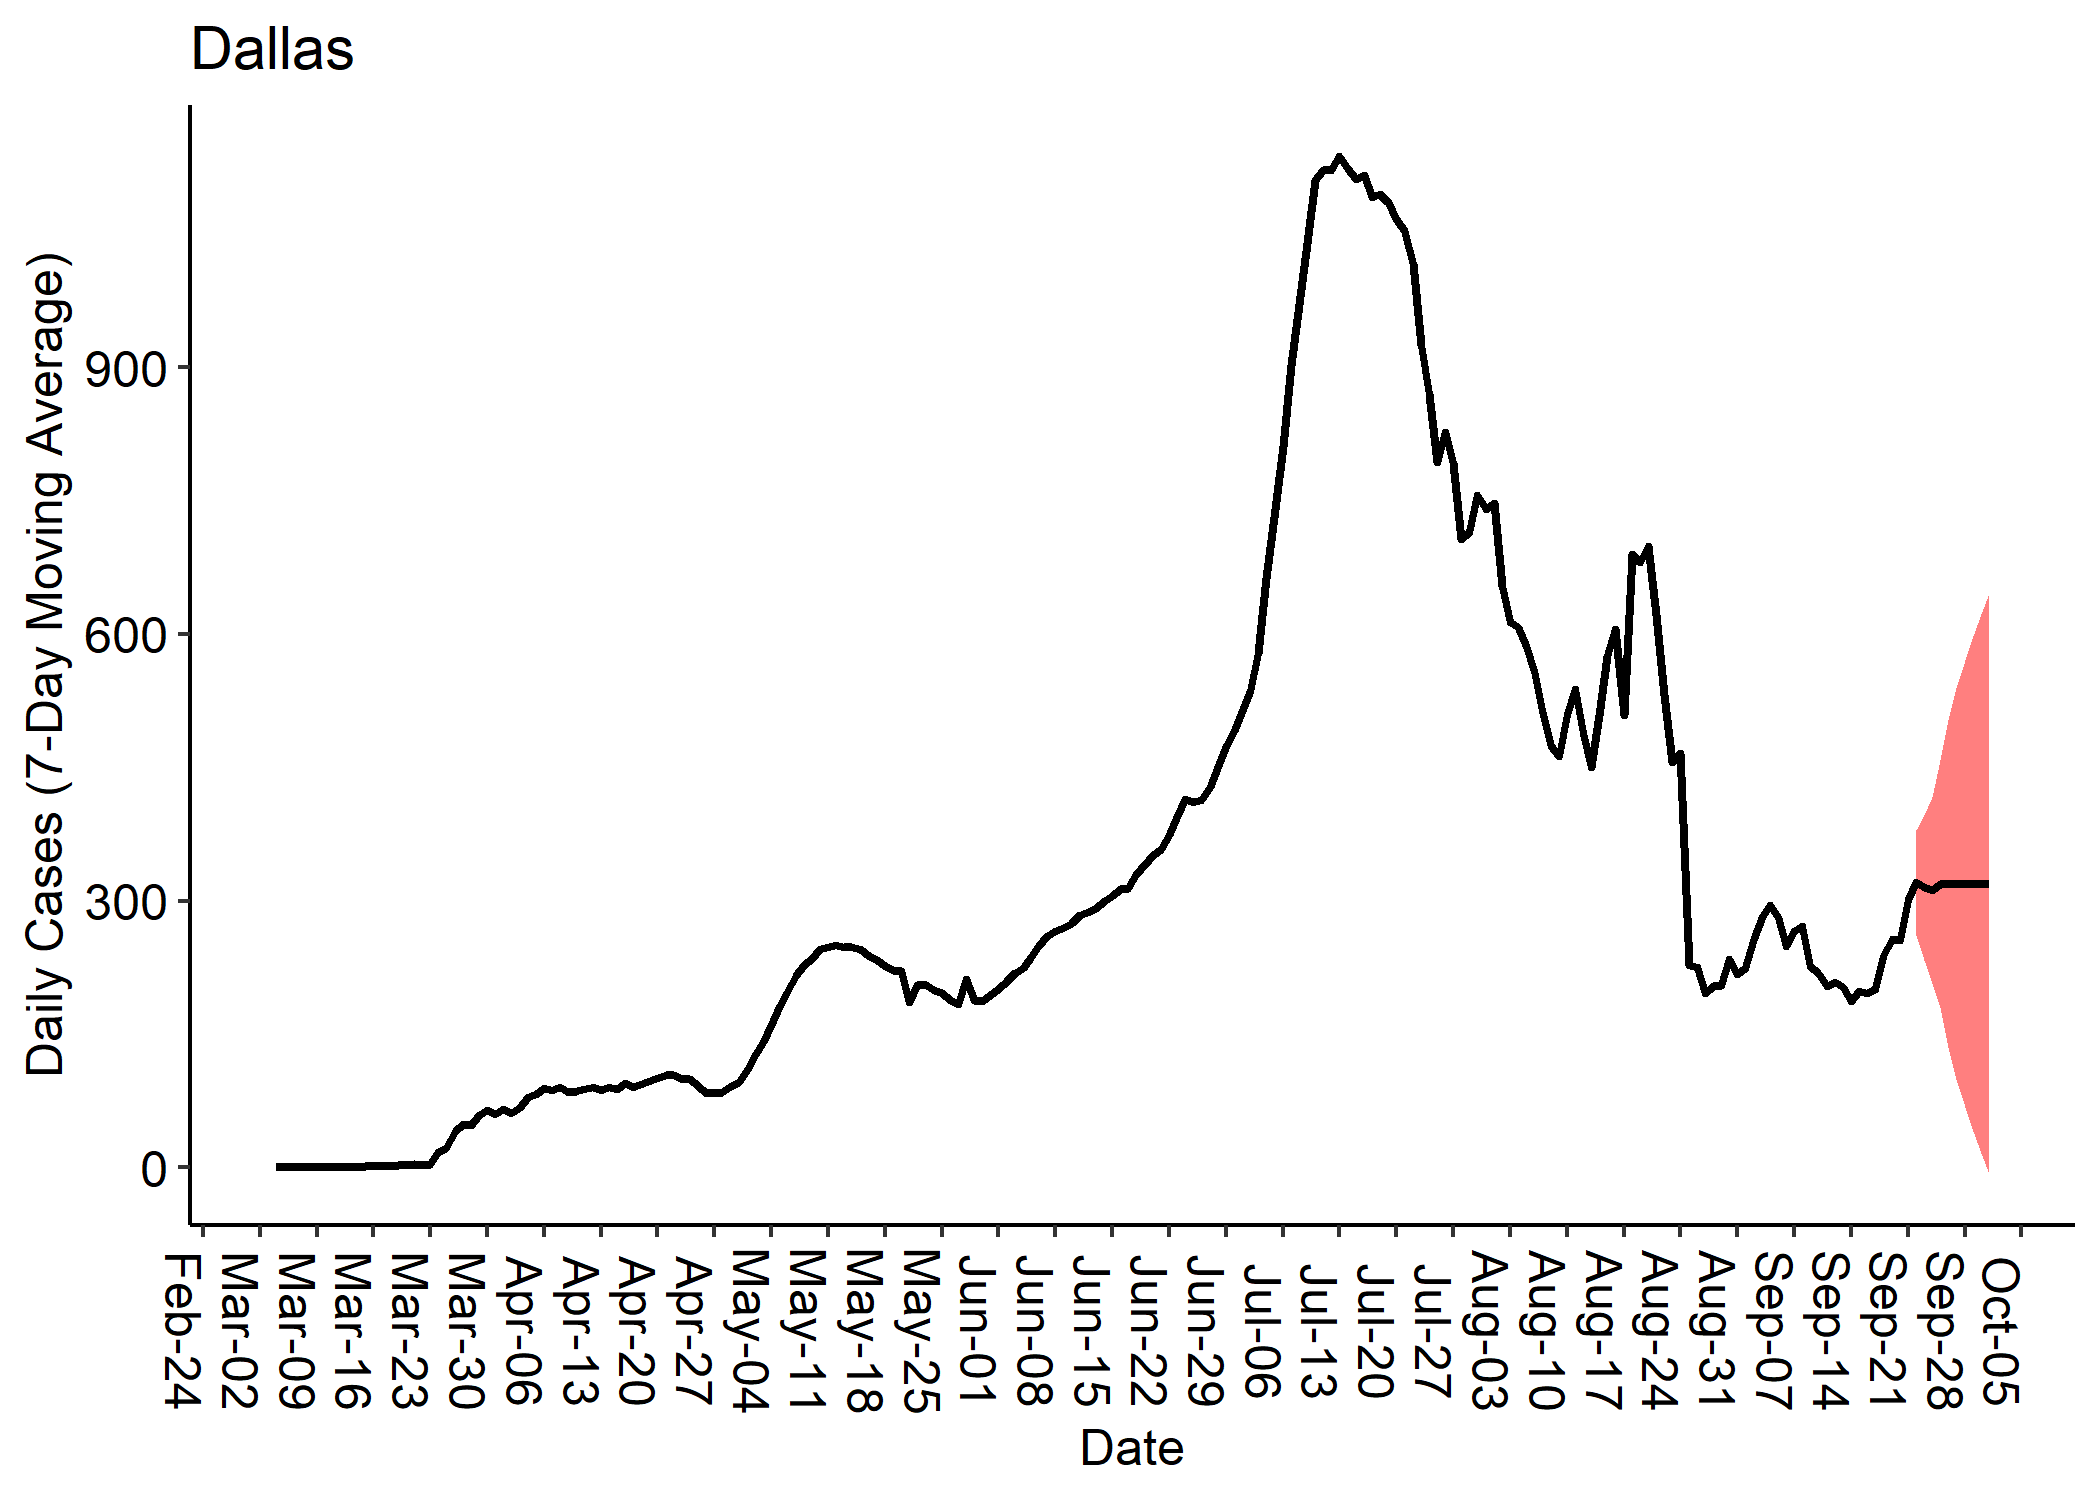 Dallas
Daily Cases (7-Day Moving Average)
900
600
300
0
Feb-24
Mar-02
Mar-09
Mar-16
Mar-23
Mar-30
Apr-06
Apr-13
Apr-20
Apr-27
May-04
May-11
May-18
May-25
Jun-01
Jun-08
Jun-15
Jun-22
Jun-29
Jul-06
Jul-13
Jul-20
Jul-27
Aug-03
Aug-10
Aug-17
Aug-24
Aug-31
Sep-07
Sep-14
Sep-21
Sep-28
Oct-05
Date